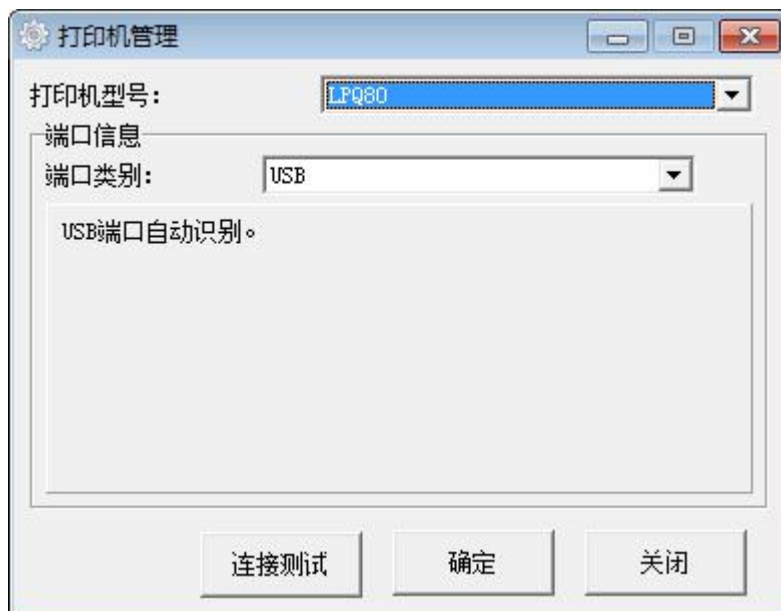 打印机管理
打印机型号： LPQ80
端口信息
端口类别： USB
USB端口自动识别。
连接测试 确定 关闭